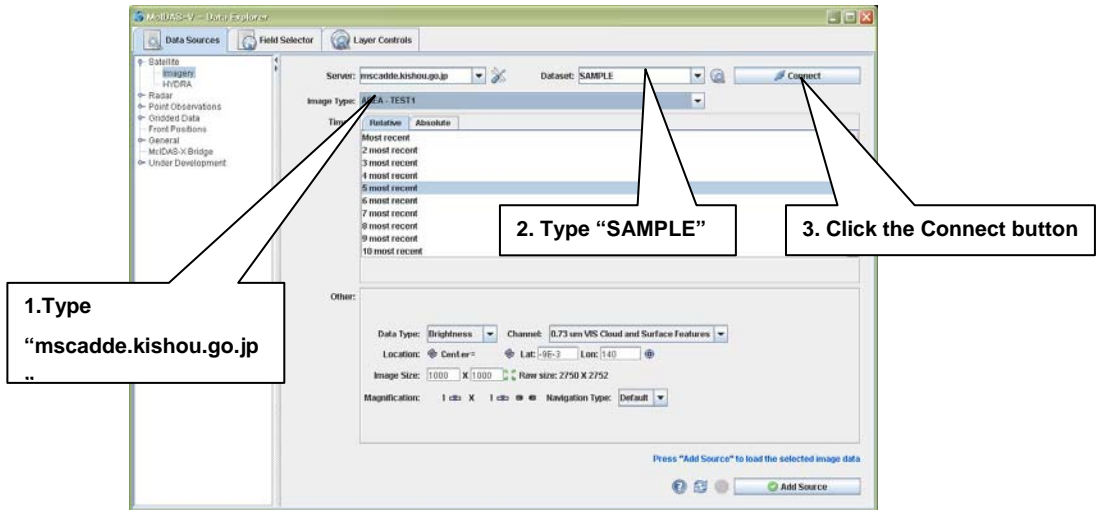 McIDAS-V - Data Explorer
Data Sources Field Selector Layer Controls
Satellite
Imagery
HYDRA
Radar
Point Observations
Gridded Data
Front Positions
General
McIDAS-X Bridge
Under Development
Server: mscadde.kishou.go.jp Dataset: SAMPLE Connect
Image Type: AREA - TEST1
Relative Absolute
Most recent
2 most recent
3 most recent
4 most recent
5 most recent
6 most recent
7 most recent
8 most recent
9 most recent
10 most recent
2. Type “SAMPLE”
3. Click the Connect button
1.Type
“mscadde.kishou.go.jp
”
Other:
Data Type: Brightness Channel: 0.73 um VIS Cloud and Surface Features
Location: Center= Lat: -9E-3 Lon: 140
Image Size: 1000 X 1000 Raw size: 2750 X 2752
Magnification: 1 X 1 Navigation Type: Default
Press "Add Source" to load the selected image data
Add Source